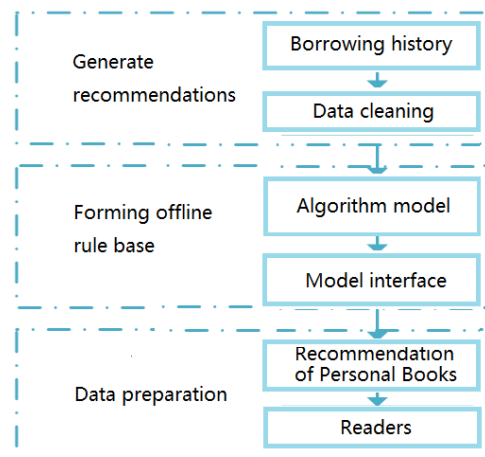 Generate
recommendations
Borrowing history
Data cleaning
Forming offline
rule base
Algorithm model
Model interface
Data preparation
Recommendation
of Personal Books
Readers